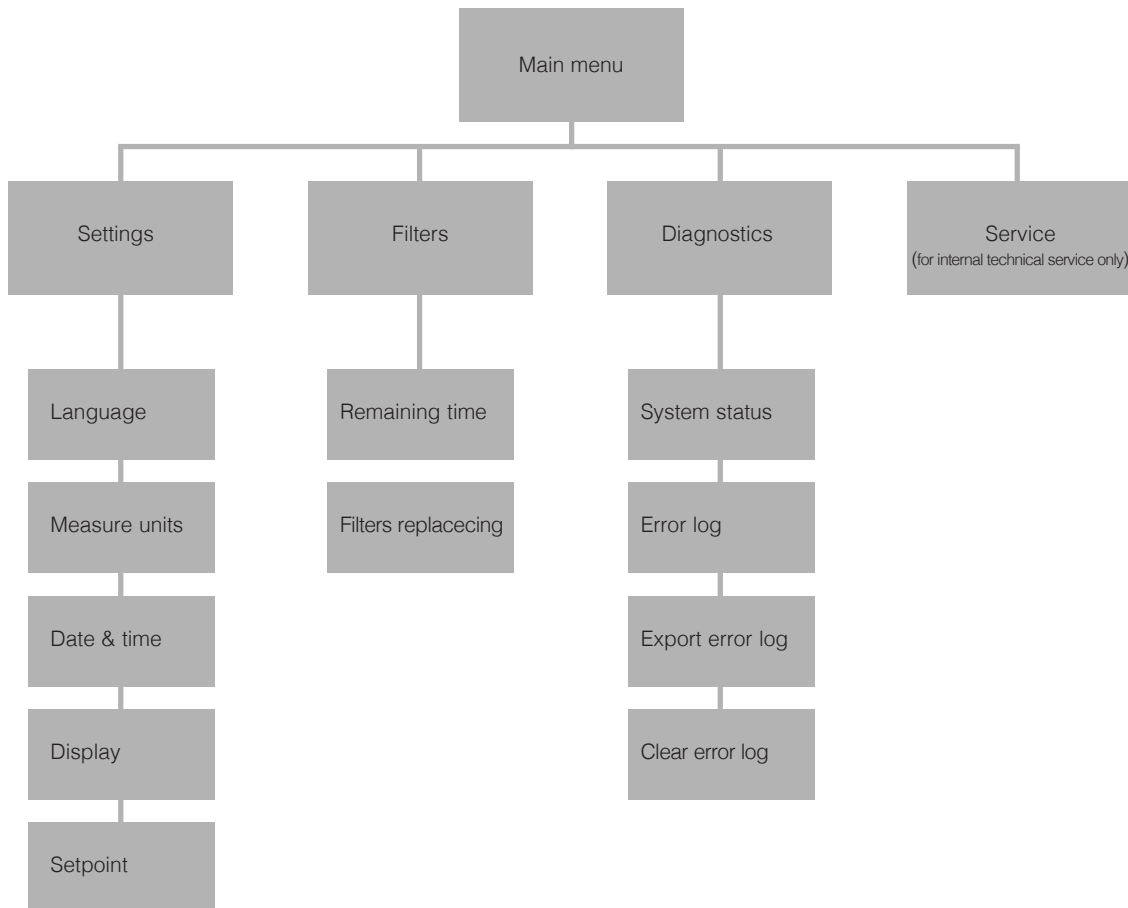 Main menu
Settings
Filters
Diagnostics
Service
(for internal technical service only)
Language
Measure units
Date & time
Display
Setpoint
Remaining time
Filters replacecing
System status
Error log
Export error log
Clear error log